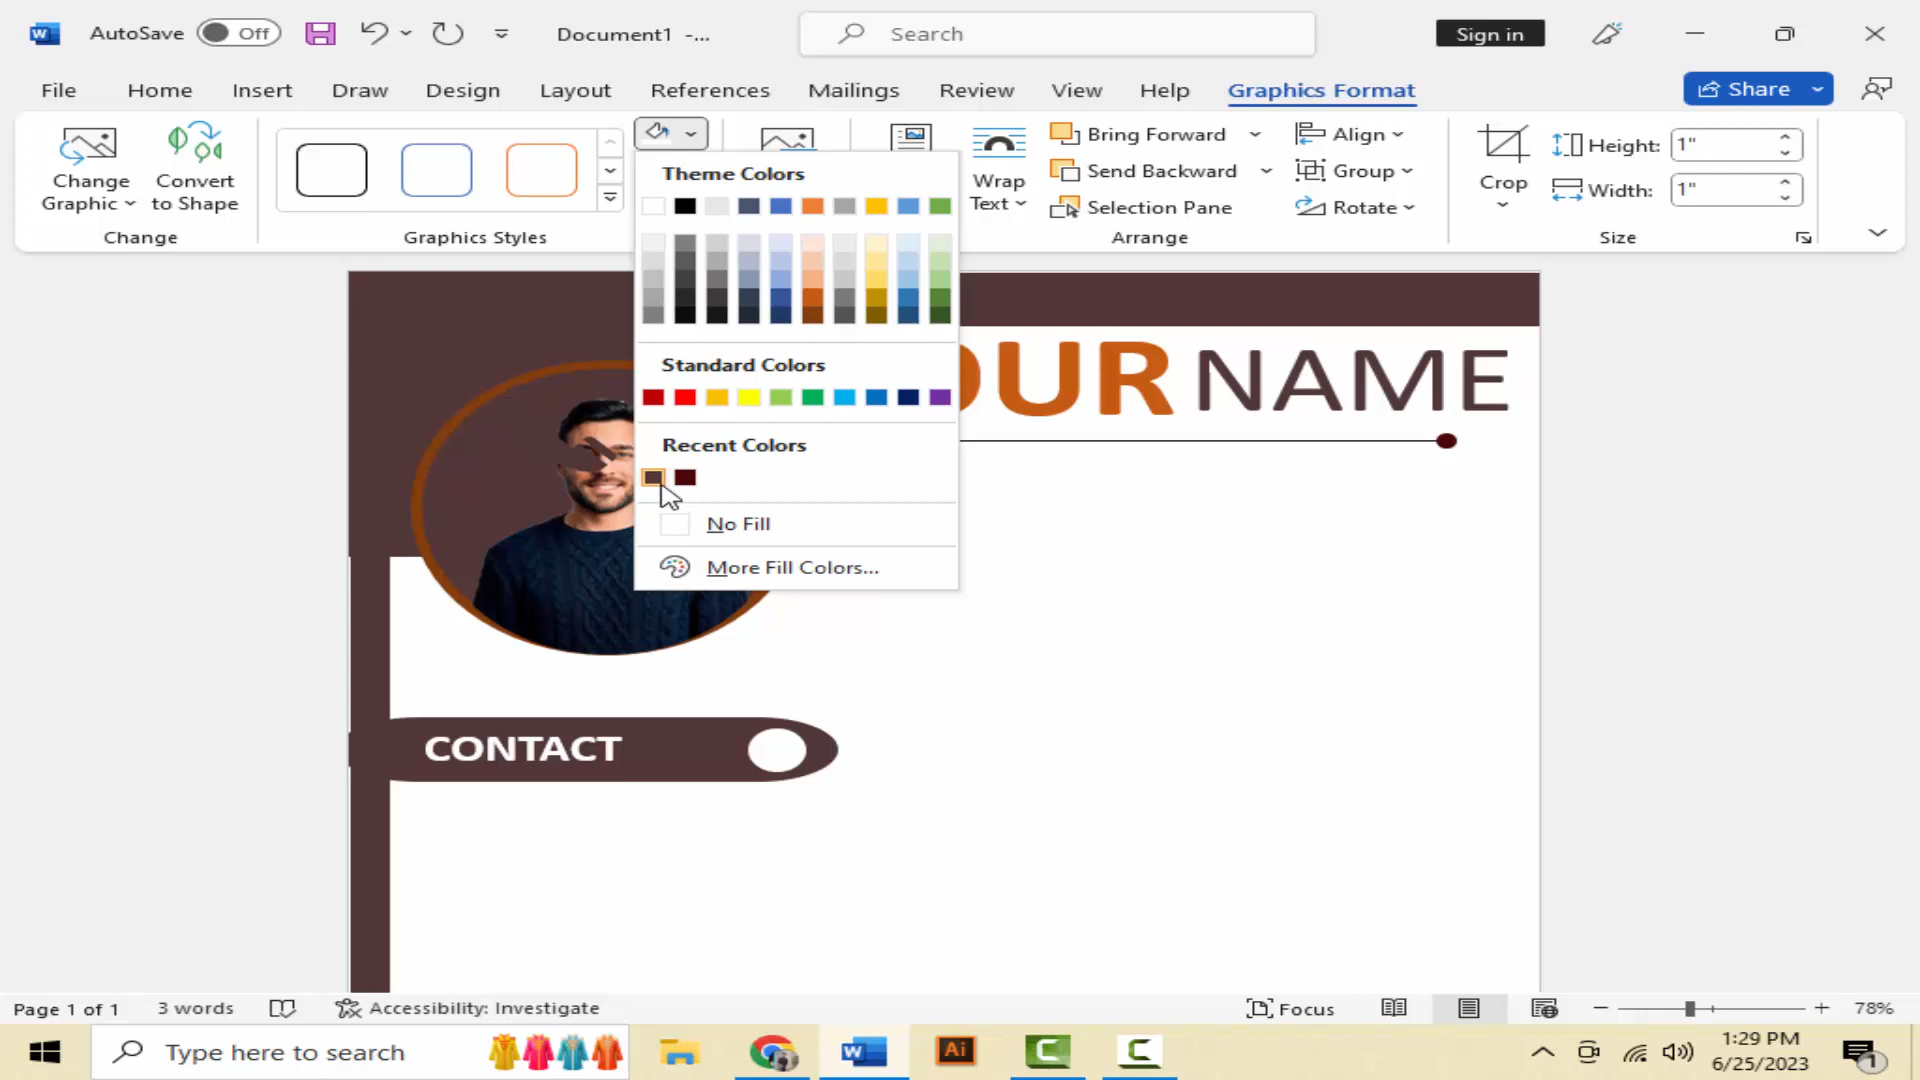 AutoSave Off Document1 -... Search Sign in
File Home Insert Draw Design Layout References Mailings Review View Help Graphics Format Share
Change Graphic
Convert to Shape
Change
Graphics Styles
Wrap Text
Bring Forward
Send Backward
Selection Pane
Align
Group
Rotate
Arrange
Crop
Height: 1"
Width: 1"
Size
Theme Colors
Standard Colors
Recent Colors
No Fill
More Fill Colors...
OUR NAME
CONTACT
Page 1 of 1 3 words Accessibility: Investigate Focus 78%
Type here to search
Ai
1:29 PM
6/25/2023
1